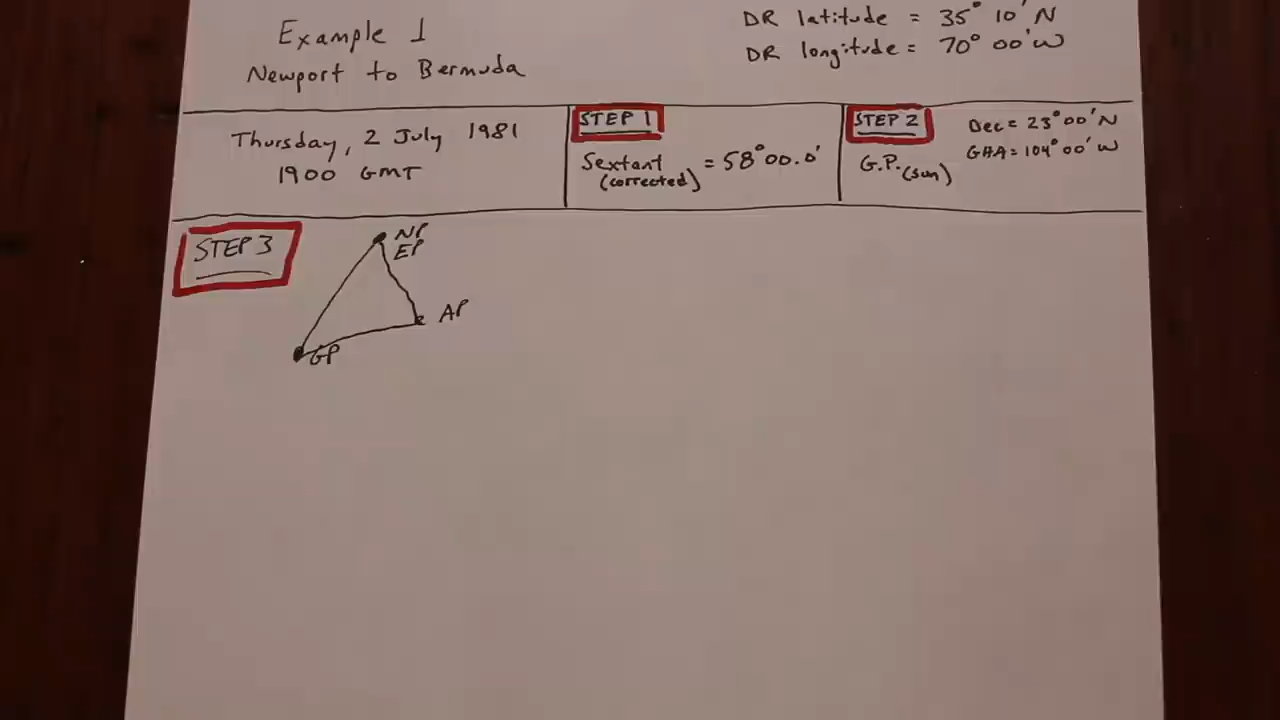 Example 1
Newport to Bermuda
DR latitude = 35° 10' N
DR longitude = 70° 00' W
Thursday, 2 July 1981
1900 GMT
STEP 1
Sextant = 58°00.0'
(corrected)
STEP 2
Dec = 23°00' N
GHA = 104°00' W
G.P. (sun)
STEP 3
NP
EP
AP
GP